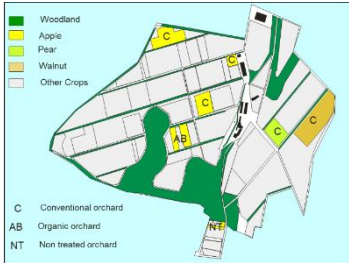 Woodland
Apple
Pear
Walnut
Other Crops
C
C
C
AB
C
C
NT
C Conventional orchard
AB Organic orchard
NT Non treated orchard